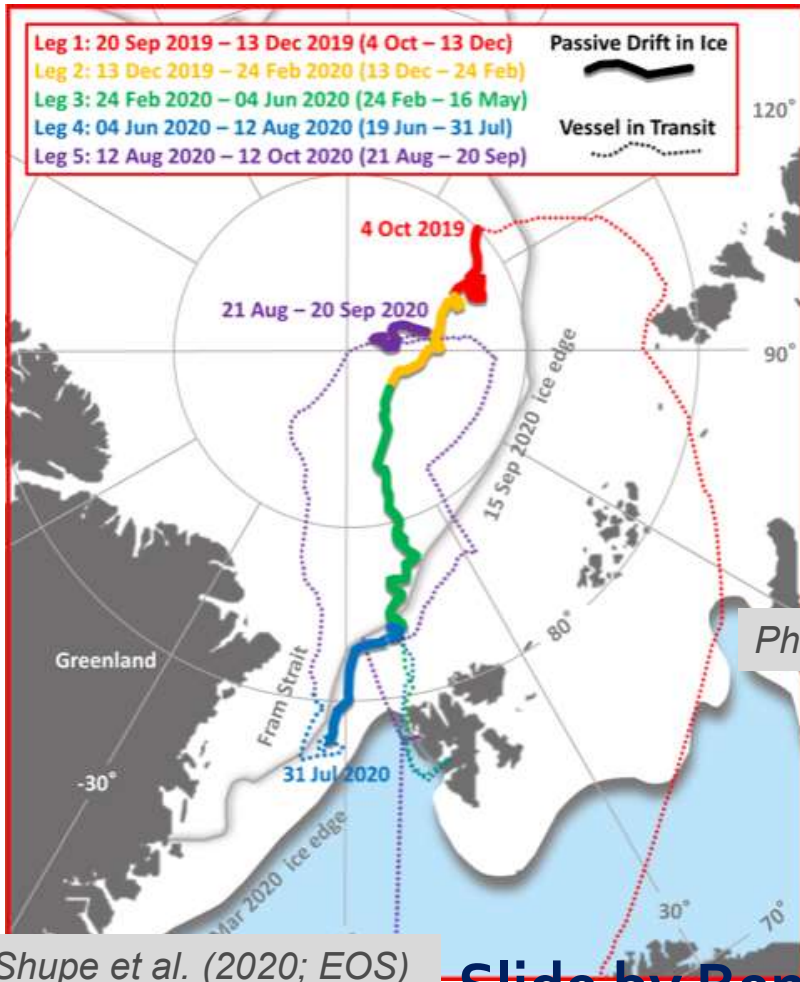 Leg 1: 20 Sep 2019 – 13 Dec 2019 (4 Oct – 13 Dec)
Leg 2: 13 Dec 2019 – 24 Feb 2020 (13 Dec – 24 Feb)
Leg 3: 24 Feb 2020 – 04 Jun 2020 (24 Feb – 16 May)
Leg 4: 04 Jun 2020 – 12 Aug 2020 (19 Jun – 31 Jul)
Leg 5: 12 Aug 2020 – 12 Oct 2020 (21 Aug – 20 Sep)
Passive Drift in Ice
Vessel in Transit
120°
4 Oct 2019
21 Aug – 20 Sep 2020
90°
15 Sep 2020 ice edge
80°
Ph
Greenland
Fram Strait
-30°
31 Jul 2020
Mar 2020 ice edge
30°
70°
Shupe et al. (2020; EOS)
Slide by